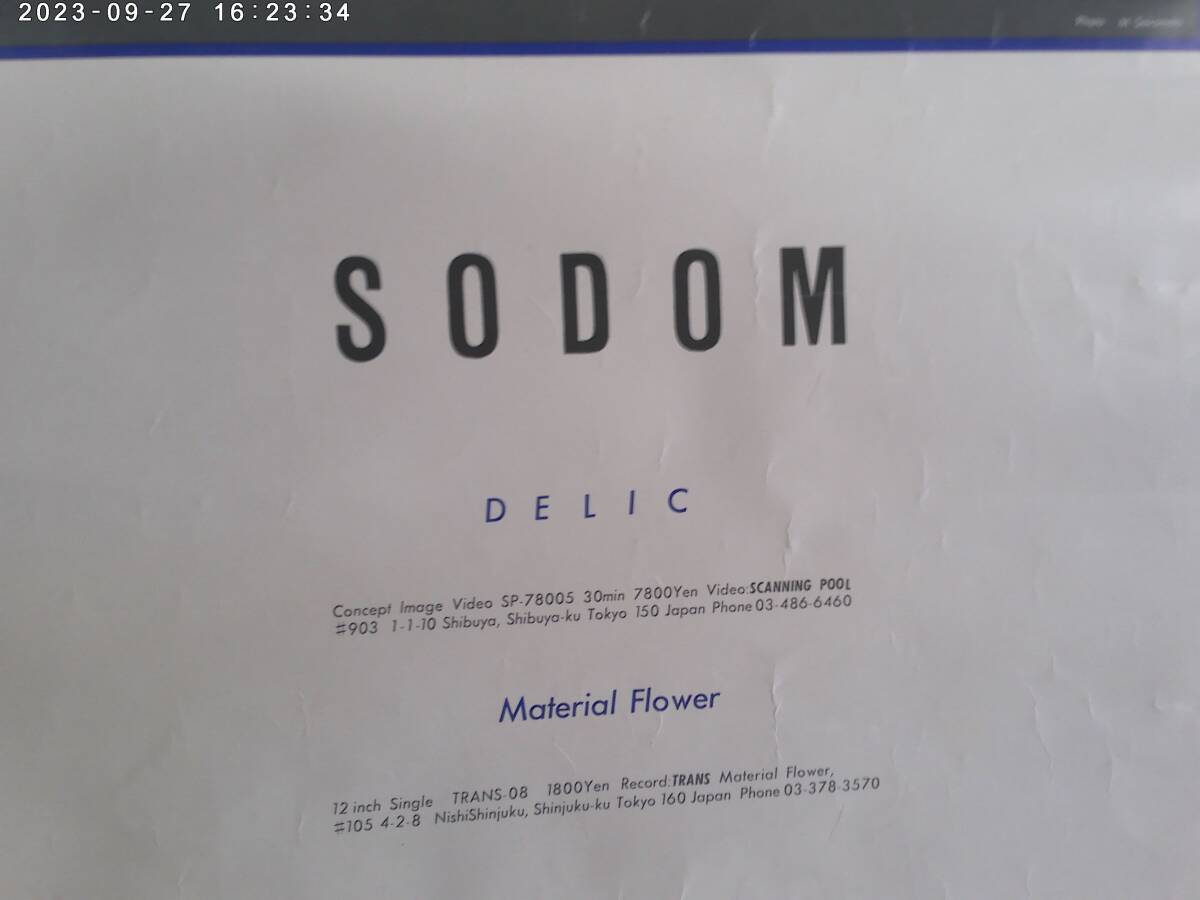 2023-09-27 16:23:34
SODOM
DELIC
Concept Image Video SP-78005 30min 7800Yen Video:SCANNING POOL
#903 1-1-10 Shibuya, Shibuya-ku Tokyo 150 Japan Phone 03-486-6460
Material Flower
12 inch Single TRANS-08 1800Yen Record:TRANS Material Flower,
#105 4-2-8 NishiShinjuku, Shinjuku-ku Tokyo 160 Japan Phone 03-378-3570